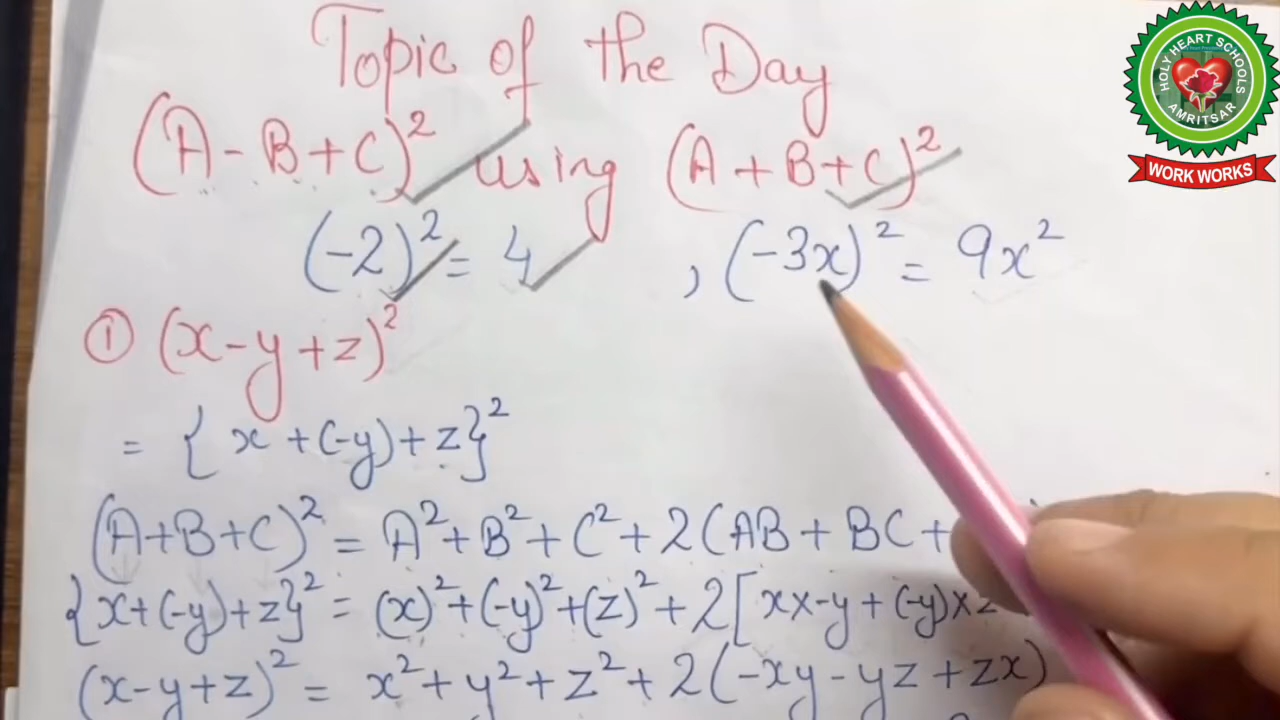 Topic of the Day
(A-B+C)² using (A+B+C)²
(-2)² = 4 , (-3x)² = 9x²
① (x-y+z)²
= {x+(-y)+z}²
(A+B+C)² = A²+B²+C²+2(AB+BC+
{x+(-y)+z}² = (x)²+(-y)²+(z)²+2[x×-y+(-y)×z
(x-y+z)² = x²+y²+z²+2(-xy-yz+zx)
HOLY HEART SCHOOLS
AMRITSAR
WORK WORKS